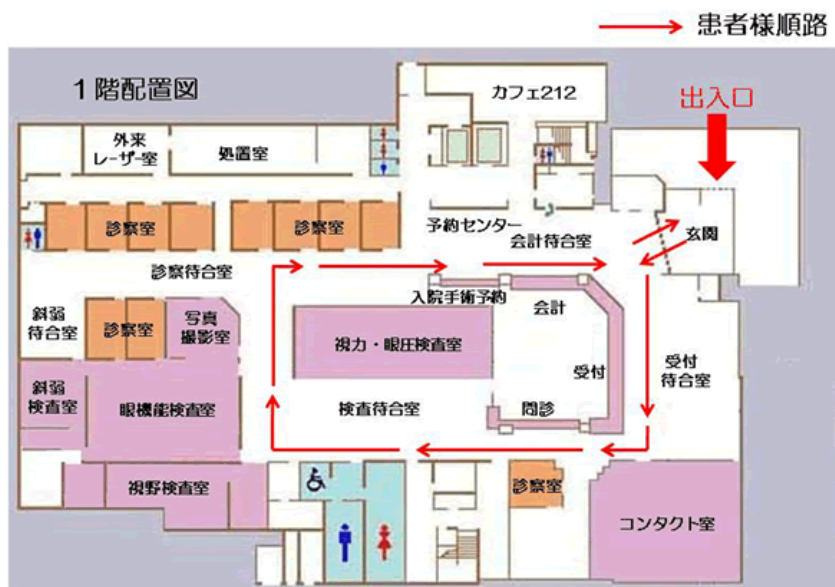 患者様順路
1階配置図
カフェ212
出入口
外来
レーザー室
処置室
診察室
診察室
予約センター
会計待合室
玄関
診察待合室
入院手術予約
会計
斜弱
待合室
診察室
写真
撮影室
視力・眼圧検査室
受付
受付
待合室
斜弱
検査室
眼機能検査室
検査待合室
問診
視野検査室
診察室
コンタクト室